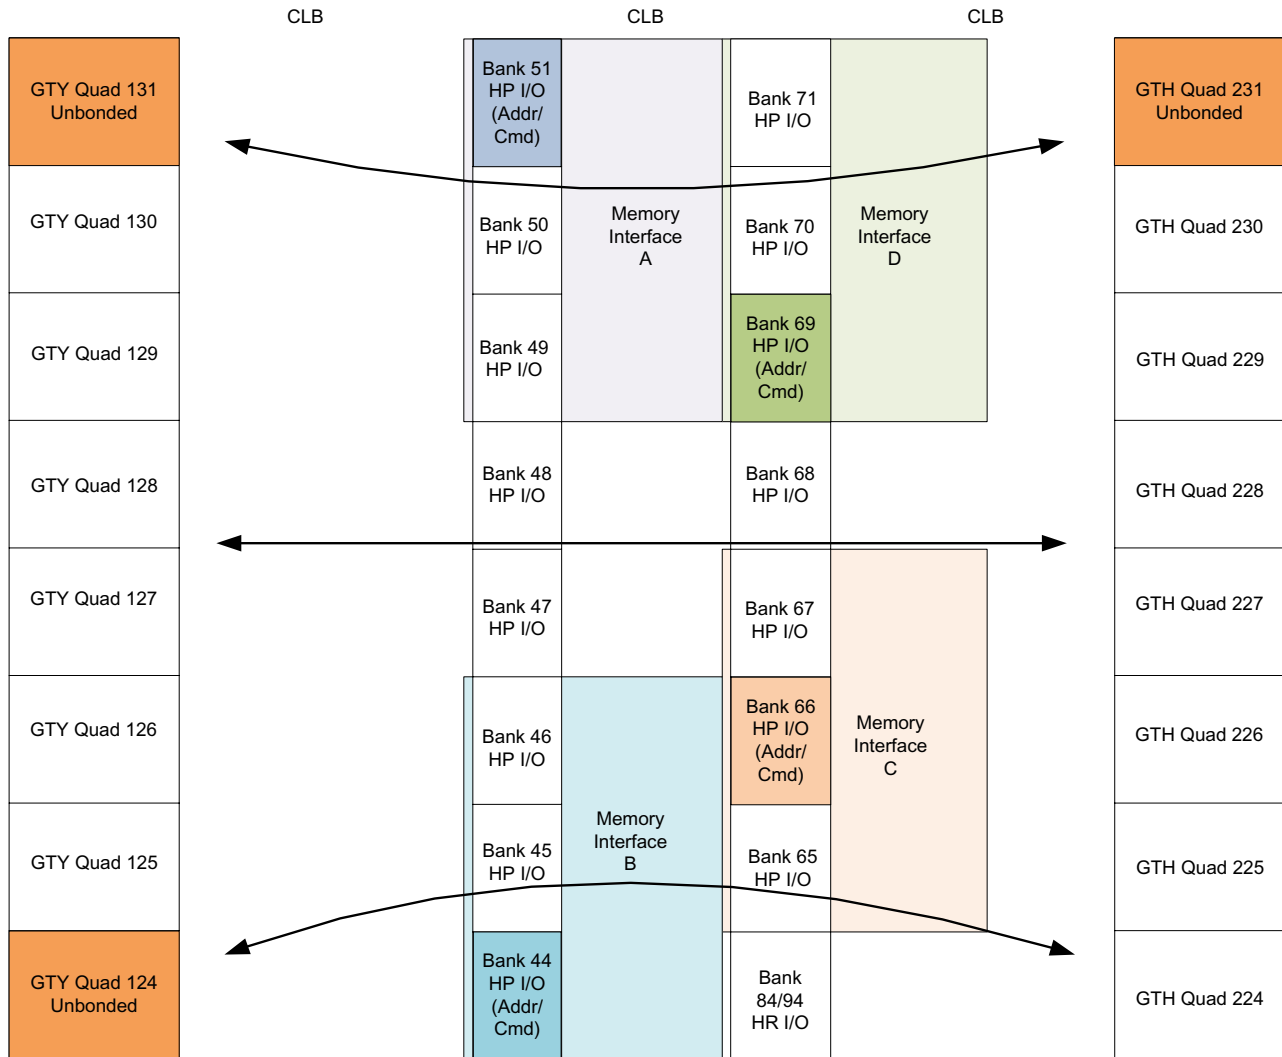 CLB
CLB
CLB
GTY Quad 131
Unbonded
GTY Quad 130
GTY Quad 129
GTY Quad 128
GTY Quad 127
GTY Quad 126
GTY Quad 125
GTY Quad 124
Unbonded
Bank 51
HP I/O
(Addr/
Cmd)
Bank 50
HP I/O
Bank 49
HP I/O
Bank 48
HP I/O
Bank 47
HP I/O
Bank 46
HP I/O
Bank 45
HP I/O
Bank 44
HP I/O
(Addr/
Cmd)
Memory
Interface
A
Memory
Interface
B
Bank 71
HP I/O
Bank 70
HP I/O
Bank 69
HP I/O
(Addr/
Cmd)
Bank 68
HP I/O
Bank 67
HP I/O
Bank 66
HP I/O
(Addr/
Cmd)
Bank 65
HP I/O
Bank
84/94
HR I/O
Memory
Interface
D
Memory
Interface
C
GTH Quad 231
Unbonded
GTH Quad 230
GTH Quad 229
GTH Quad 228
GTH Quad 227
GTH Quad 226
GTH Quad 225
GTH Quad 224